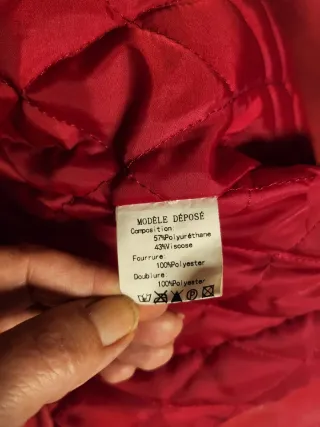 MODÈLE DÉPOSÉ
Composition:
57%Polyuréthane
43%Viscose
Fourrure:
100%Polyester
Doublure:
100%Polyester